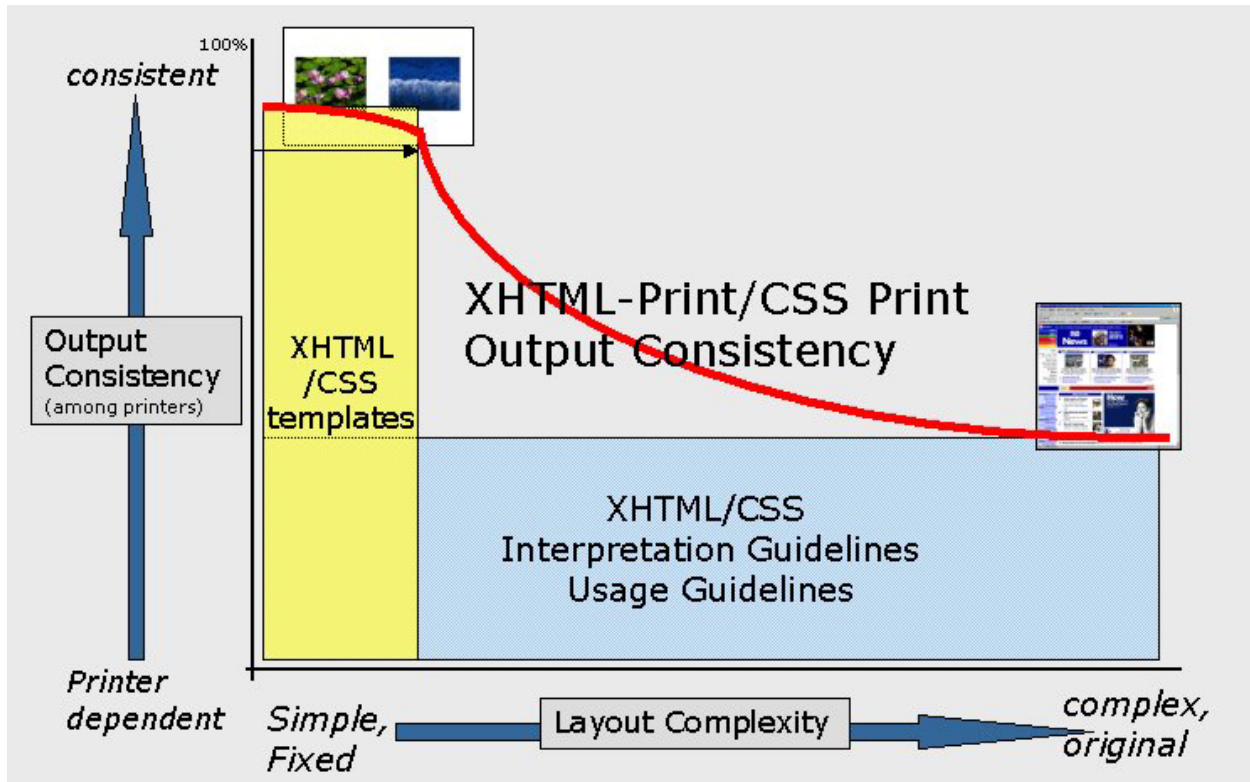 100%
consistent
XHTML-Print/CSS Print
Output Consistency
Output
Consistency
(among printers)
XHTML
/CSS
templates
News
XHTML/CSS
Interpretation Guidelines
Usage Guidelines
Printer
dependent
Simple,
Fixed
Layout Complexity
complex,
original